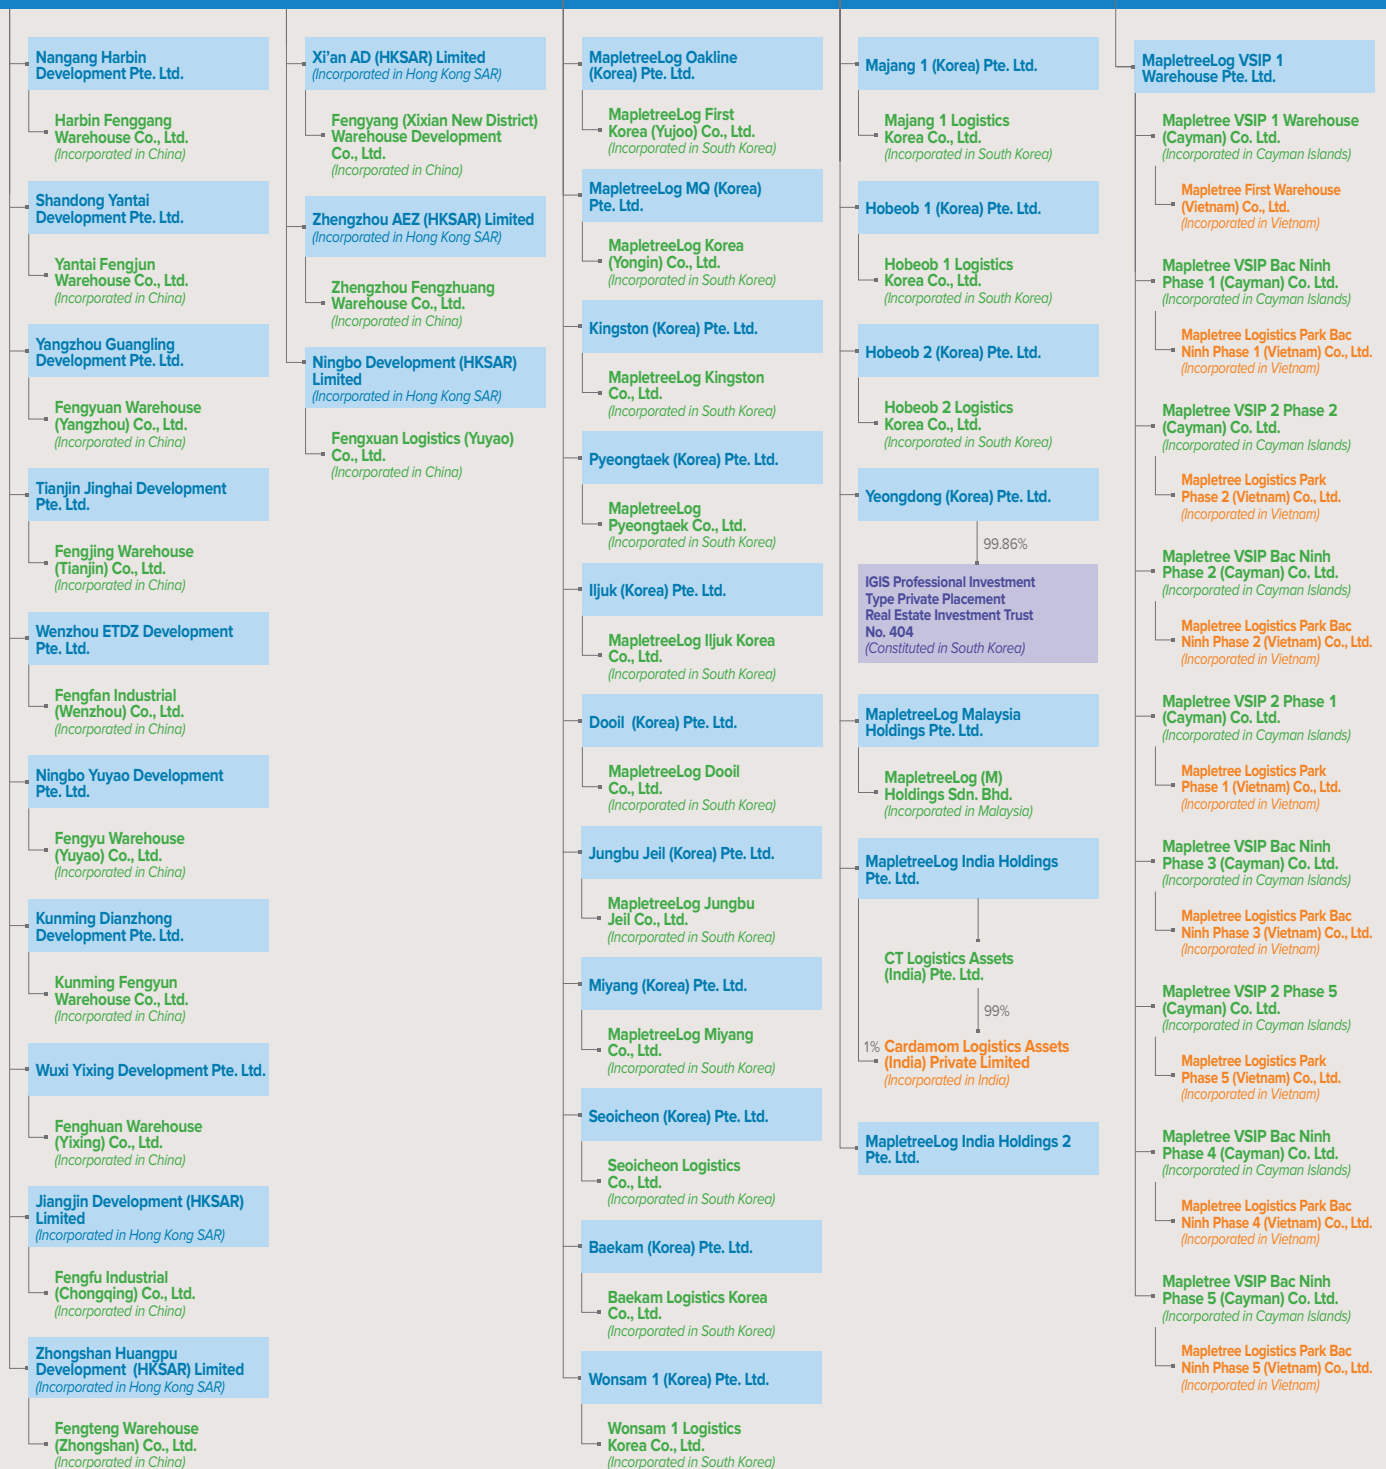 Nangang Harbin
Development Pte. Ltd.
Harbin Fenggang
Warehouse Co., Ltd.
(Incorporated in China)
Shandong Yantai
Development Pte. Ltd.
Yantai Fengjun
Warehouse Co., Ltd.
(Incorporated in China)
Yangzhou Guangling
Development Pte. Ltd.
Fengyuan Warehouse
(Yangzhou) Co., Ltd.
(Incorporated in China)
Tianjin Jinghai Development
Pte. Ltd.
Fengjing Warehouse
(Tianjin) Co., Ltd.
(Incorporated in China)
Wenzhou ETDZ Development
Pte. Ltd.
Fengfan Industrial
(Wenzhou) Co., Ltd.
(Incorporated in China)
Ningbo Yuyao Development
Pte. Ltd.
Fengyu Warehouse
(Yuyao) Co., Ltd.
(Incorporated in China)
Kunming Dianzhong
Development Pte. Ltd.
Kunming Fengyun
Warehouse Co., Ltd.
(Incorporated in China)
Wuxi Yixing Development Pte. Ltd.
Fenghuan Warehouse
(Yixing) Co., Ltd.
(Incorporated in China)
Jiangjin Development (HKSAR)
Limited
(Incorporated in Hong Kong SAR)
Fengfu Industrial
(Chongqing) Co., Ltd.
(Incorporated in China)
Zhongshan Huangpu
Development (HKSAR) Limited
(Incorporated in Hong Kong SAR)
Fengteng Warehouse
(Zhongshan) Co., Ltd.
(Incorporated in China)
Xi'an AD (HKSAR) Limited
(Incorporated in Hong Kong SAR)
Fengyang (Xixian New District)
Warehouse Development
Co., Ltd.
(Incorporated in China)
Zhengzhou AEZ (HKSAR) Limited
(Incorporated in Hong Kong SAR)
Zhengzhou Fengzhuang
Warehouse Co., Ltd.
(Incorporated in China)
Ningbo Development (HKSAR)
Limited
(Incorporated in Hong Kong SAR)
Fengxuan Logistics (Yuyao)
Co., Ltd.
(Incorporated in China)
MapletreeLog Oakline
(Korea) Pte. Ltd.
MapletreeLog First
Korea (Yujoo) Co., Ltd.
(Incorporated in South Korea)
MapletreeLog MQ (Korea)
Pte. Ltd.
MapletreeLog Korea
(Yongin) Co., Ltd.
(Incorporated in South Korea)
Kingston (Korea) Pte. Ltd.
MapletreeLog Kingston
Co., Ltd.
(Incorporated in South Korea)
Pyeongtaek (Korea) Pte. Ltd.
MapletreeLog
Pyeongtaek Co., Ltd.
(Incorporated in South Korea)
Iljuk (Korea) Pte. Ltd.
MapletreeLog Iljuk Korea
Co., Ltd.
(Incorporated in South Korea)
Dooil (Korea) Pte. Ltd.
MapletreeLog Dooil
Co., Ltd.
(Incorporated in South Korea)
Jungbu Jeil (Korea) Pte. Ltd.
MapletreeLog Jungbu
Jeil Co., Ltd.
(Incorporated in South Korea)
Miyang (Korea) Pte. Ltd.
MapletreeLog Miyang
Co., Ltd.
(Incorporated in South Korea)
Seoicheon (Korea) Pte. Ltd.
Seoicheon Logistics
Co., Ltd.
(Incorporated in South Korea)
Baekam (Korea) Pte. Ltd.
Baekam Logistics Korea
Co., Ltd.
(Incorporated in South Korea)
Wonsam 1 (Korea) Pte. Ltd.
Wonsam 1 Logistics
Korea Co., Ltd.
(Incorporated in South Korea)
Majang 1 (Korea) Pte. Ltd.
Majang 1 Logistics
Korea Co., Ltd.
(Incorporated in South Korea)
Hobeob 1 (Korea) Pte. Ltd.
Hobeob 1 Logistics
Korea Co., Ltd.
(Incorporated in South Korea)
Hobeob 2 (Korea) Pte. Ltd.
Hobeob 2 Logistics
Korea Co., Ltd.
(Incorporated in South Korea)
Yeongdong (Korea) Pte. Ltd.
99.86%
IGIS Professional Investment
Type Private Placement
Real Estate Investment Trust
No. 404
(Constituted in South Korea)
MapletreeLog Malaysia
Holdings Pte. Ltd.
MapletreeLog (M)
Holdings Sdn. Bhd.
(Incorporated in Malaysia)
MapletreeLog India Holdings
Pte. Ltd.
CT Logistics Assets
(India) Pte. Ltd.
99%
1% Cardamom Logistics Assets
(India) Private Limited
(Incorporated in India)
MapletreeLog India Holdings 2
Pte. Ltd.
MapletreeLog VSIP 1
Warehouse Pte. Ltd.
Mapletree VSIP 1 Warehouse
(Cayman) Co. Ltd.
(Incorporated in Cayman Islands)
Mapletree First Warehouse
(Vietnam) Co., Ltd.
(Incorporated in Vietnam)
Mapletree VSIP Bac Ninh
Phase 1 (Cayman) Co. Ltd.
(Incorporated in Cayman Islands)
Mapletree Logistics Park Bac
Ninh Phase 1 (Vietnam) Co., Ltd.
(Incorporated in Vietnam)
Mapletree VSIP 2 Phase 2
(Cayman) Co. Ltd.
(Incorporated in Cayman Islands)
Mapletree Logistics Park
Phase 2 (Vietnam) Co., Ltd.
(Incorporated in Vietnam)
Mapletree VSIP Bac Ninh
Phase 2 (Cayman) Co. Ltd.
(Incorporated in Cayman Islands)
Mapletree Logistics Park Bac
Ninh Phase 2 (Vietnam) Co., Ltd.
(Incorporated in Vietnam)
Mapletree VSIP 2 Phase 1
(Cayman) Co. Ltd.
(Incorporated in Cayman Islands)
Mapletree Logistics Park
Phase 1 (Vietnam) Co., Ltd.
(Incorporated in Vietnam)
Mapletree VSIP Bac Ninh
Phase 3 (Cayman) Co. Ltd.
(Incorporated in Cayman Islands)
Mapletree Logistics Park Bac
Ninh Phase 3 (Vietnam) Co., Ltd.
(Incorporated in Vietnam)
Mapletree VSIP 2 Phase 5
(Cayman) Co. Ltd.
(Incorporated in Cayman Islands)
Mapletree Logistics Park
Phase 5 (Vietnam) Co., Ltd.
(Incorporated in Vietnam)
Mapletree VSIP Bac Ninh
Phase 4 (Cayman) Co. Ltd.
(Incorporated in Cayman Islands)
Mapletree Logistics Park Bac
Ninh Phase 4 (Vietnam) Co., Ltd.
(Incorporated in Vietnam)
Mapletree VSIP Bac Ninh
Phase 5 (Cayman) Co. Ltd.
(Incorporated in Cayman Islands)
Mapletree Logistics Park Bac
Ninh Phase 5 (Vietnam) Co., Ltd.
(Incorporated in Vietnam)